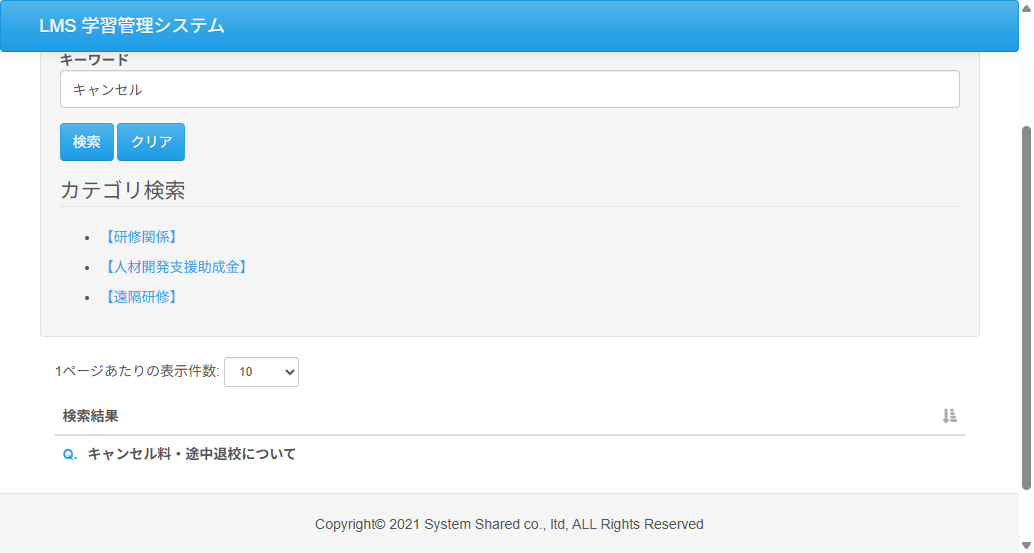 LMS 学習管理システム
キーワード
キャンセル
検索 クリア
カテゴリ検索
【研修関係】
【人材開発支援助成金】
【遠隔研修】
1ページあたりの表示件数: 10
検索結果
Q. キャンセル料・途中退校について
Copyright© 2021 System Shared co., ltd, ALL Rights Reserved